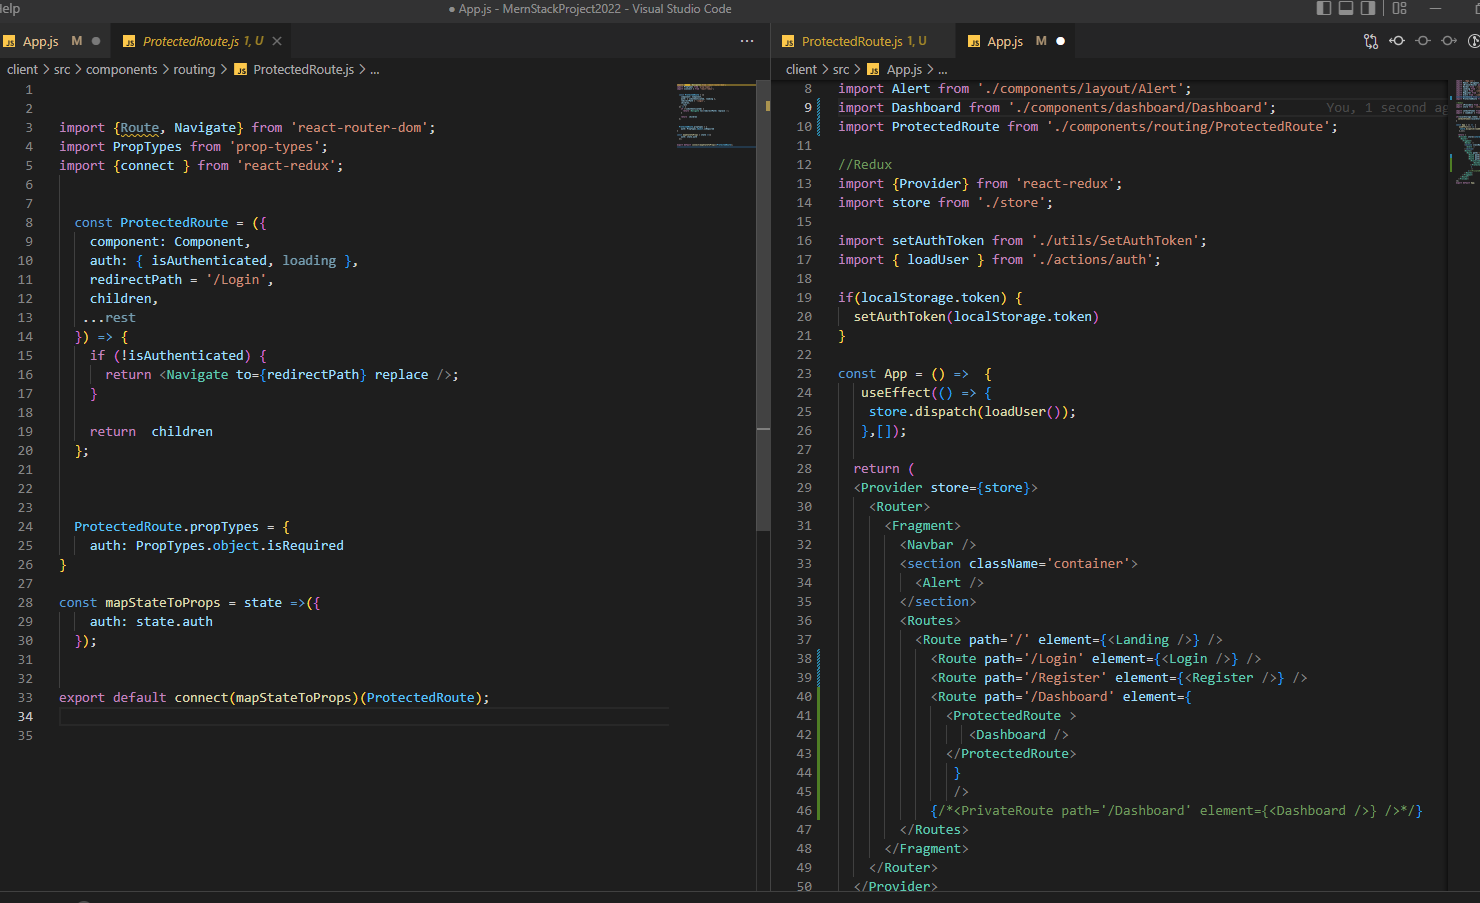 Help
● App.js - MernStackProject2022 - Visual Studio Code
JS App.js M ●
JS ProtectedRoute.js 1, U ×
...
client > src > components > routing > JS ProtectedRoute.js > ...
1
2
3 import {Route, Navigate} from 'react-router-dom';
4 import PropTypes from 'prop-types';
5 import {connect } from 'react-redux';
6
7
8 const ProtectedRoute = ({
9 component: Component,
10 auth: { isAuthenticated, loading },
11 redirectPath = '/Login',
12 children,
13 ...rest
14 }) => {
15 if (!isAuthenticated) {
16 return <Navigate to={redirectPath} replace />;
17 }
18
19 return  children
20 };
21
22
23
24 ProtectedRoute.propTypes = {
25 auth: PropTypes.object.isRequired
26 }
27
28 const mapStateToProps = state =>({
29 auth: state.auth
30 });
31
32
33 export default connect(mapStateToProps)(ProtectedRoute);
34
35
JS ProtectedRoute.js 1, U
JS App.js M ●
client > src > JS App.js > ...
8 import Alert from './components/layout/Alert';
9 import Dashboard from './components/dashboard/Dashboard'; You, 1 second ag
10 import ProtectedRoute from './components/routing/ProtectedRoute';
11
12 //Redux
13 import {Provider} from 'react-redux';
14 import store from './store';
15
16 import setAuthToken from './utils/SetAuthToken';
17 import { loadUser } from './actions/auth';
18
19 if(localStorage.token) {
20 setAuthToken(localStorage.token)
21 }
22
23 const App = () =>  {
24 useEffect(() => {
25 store.dispatch(loadUser());
26 },[]);
27
28 return (
29 <Provider store={store}>
30 <Router>
31 <Fragment>
32 <Navbar />
33 <section className='container'>
34 <Alert />
35 </section>
36 <Routes>
37 <Route path='/' element={<Landing />} />
38 <Route path='/Login' element={<Login />} />
39 <Route path='/Register' element={<Register />} />
40 <Route path='/Dashboard' element={
41 <ProtectedRoute >
42 <Dashboard />
43 </ProtectedRoute>
44 }
45 />
46 {/*<PrivateRoute path='/Dashboard' element={<Dashboard />} />*/}
47 </Routes>
48 </Fragment>
49 </Router>
50 </Provider>